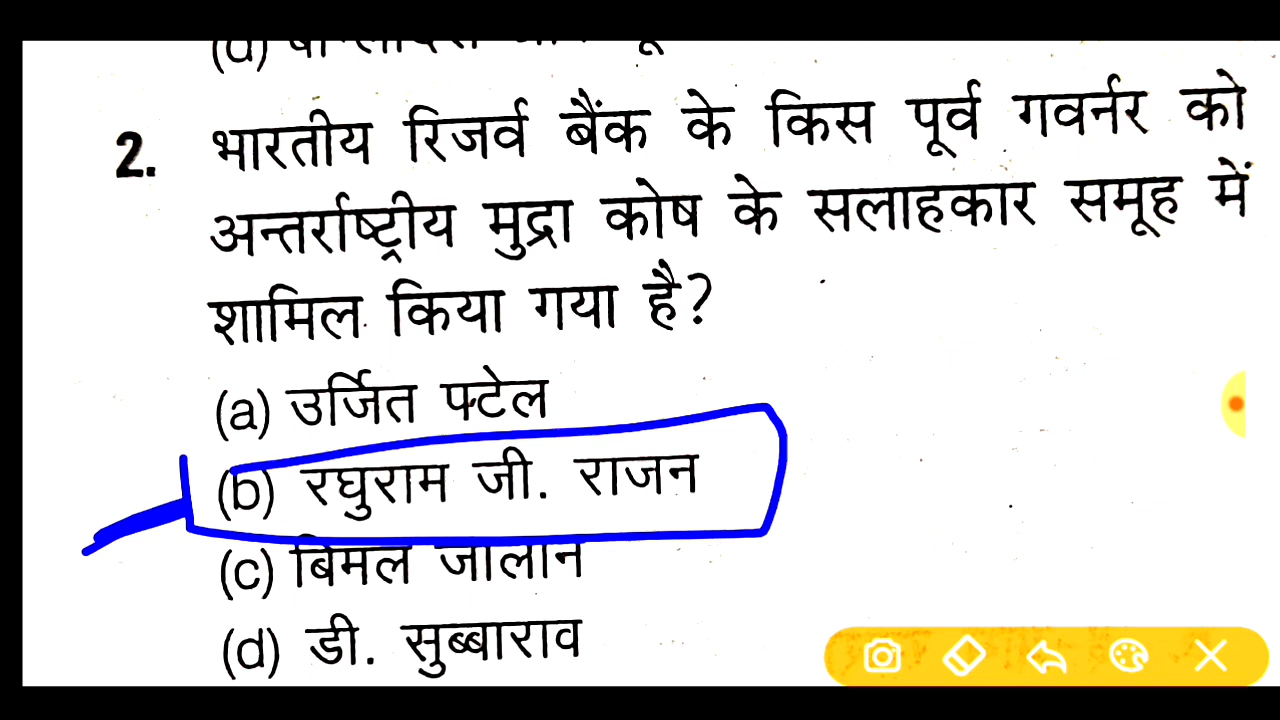 2. भारतीय रिजर्व बैंक के किस पूर्व गवर्नर को
अन्तर्राष्ट्रीय मुद्रा कोष के सलाहकार समूह में
शामिल किया गया है?
(a) उर्जित पटेल
(b) रघुराम जी. राजन
(c) बिमल जालान
(d) डी. सुब्बाराव